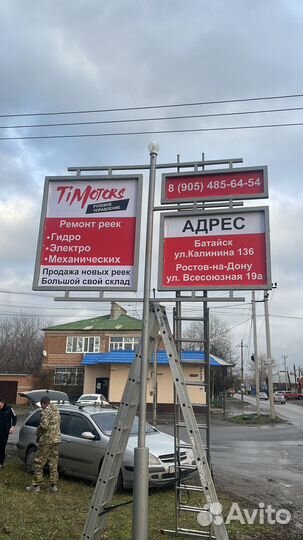 TiMotors
РУЛЕВОЕ УПРАВЛЕНИЕ
Ремонт реек
• Гидро
• Электро
• Механических
Продажа новых реек
Большой свой склад
8 (905) 485-64-54
АДРЕС
Батайск
ул.Калинина 136
Ростов-на-Дону
ул. Всесоюзная 19а
Avito